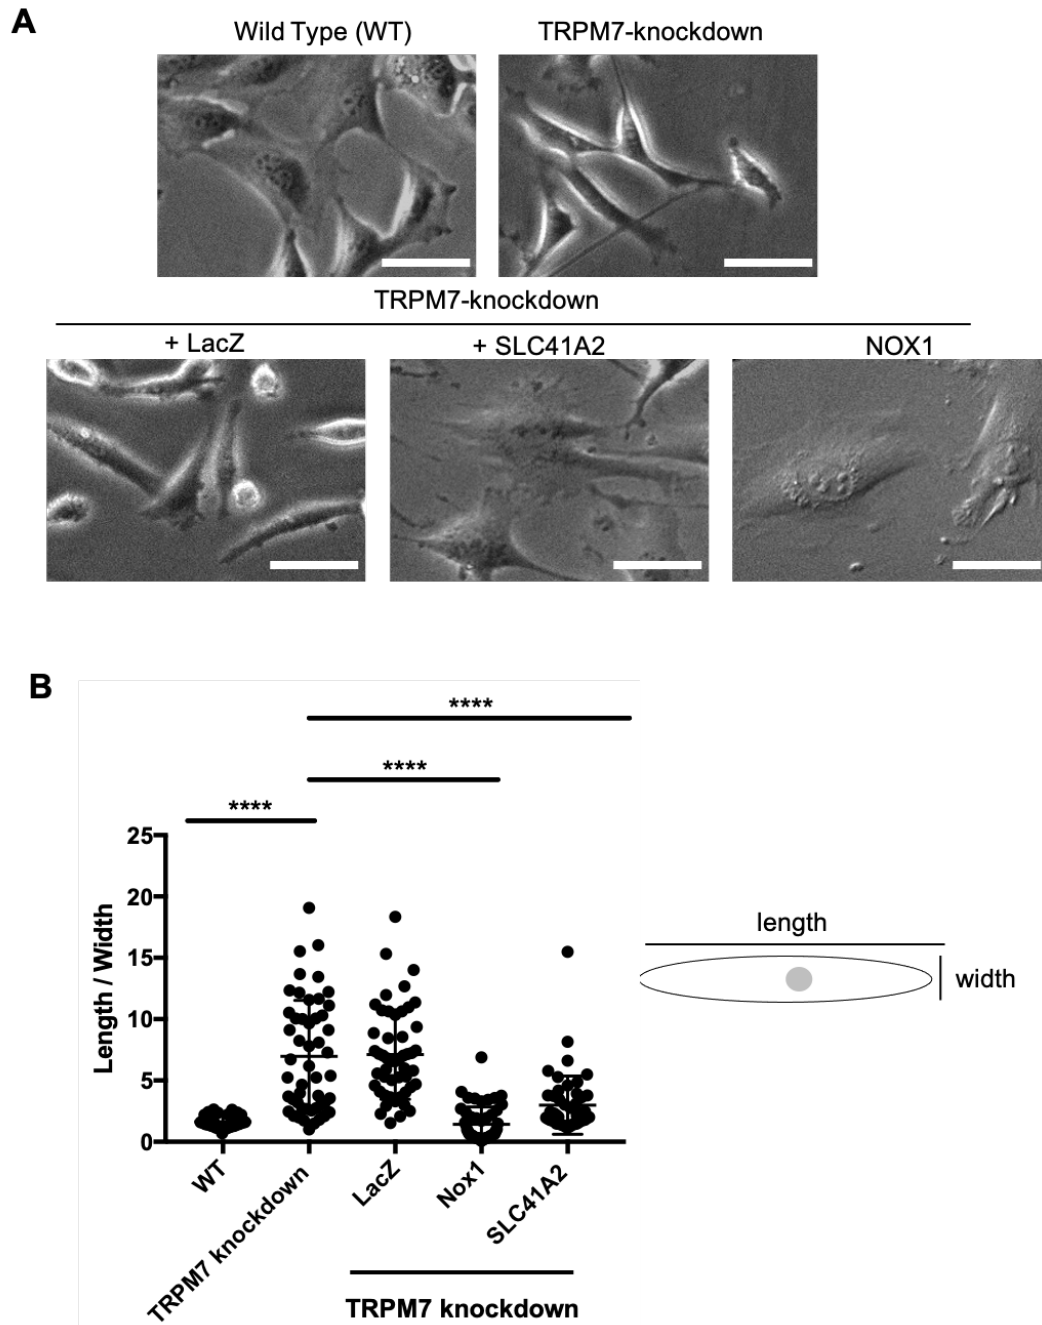 A
Wild Type (WT)
TRPM7-knockdown
TRPM7-knockdown
+ LacZ
+ SLC41A2
NOX1
B
****
****
****
25
20
15
10
5
0
Length / Width
WT
TRPM7 knockdown
LacZ
Nox1
SLC41A2
TRPM7 knockdown
length
width